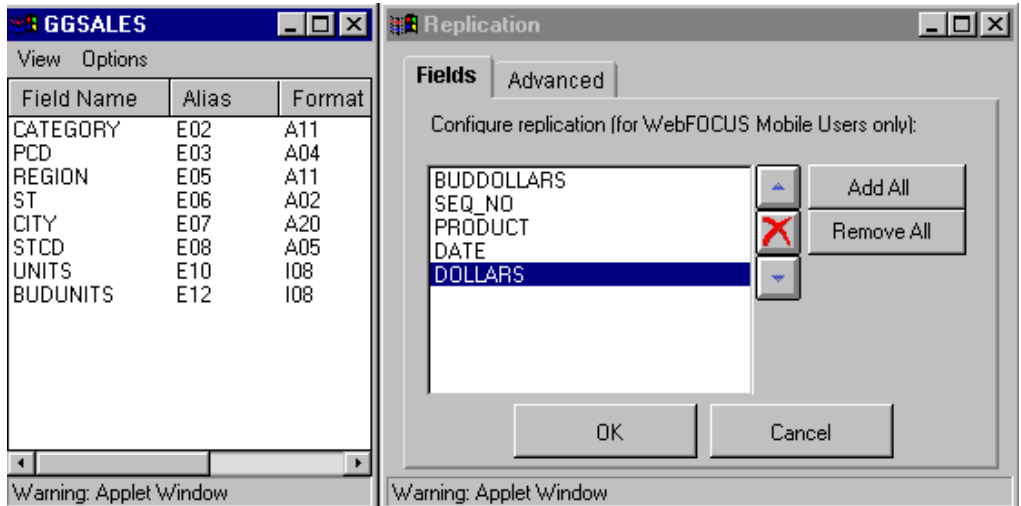 GGSALES
View Options
Field Name Alias Format
CATEGORY E02 A11
PCD E03 A04
REGION E05 A11
ST E06 A02
CITY E07 A20
STCD E08 A05
UNITS E10 I08
BUDUNITS E12 I08
Warning: Applet Window
Replication
Fields Advanced
Configure replication (for WebFOCUS Mobile Users only):
BUDDOLLARS
SEQ_NO
PRODUCT
DATE
DOLLARS
Add All
Remove All
OK Cancel
Warning: Applet Window